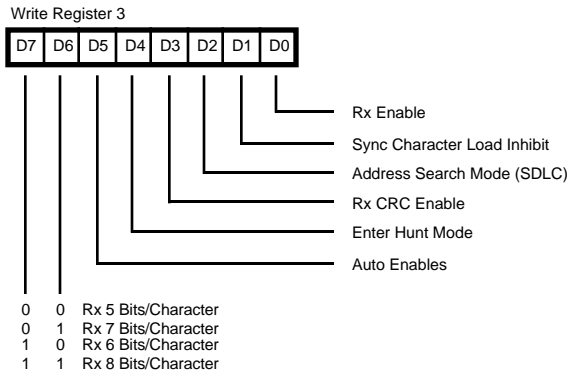 Write Register 3
D7 D6 D5 D4 D3 D2 D1 D0
Rx Enable
Sync Character Load Inhibit
Address Search Mode (SDLC)
Rx CRC Enable
Enter Hunt Mode
Auto Enables
0 0 Rx 5 Bits/Character
0 1 Rx 7 Bits/Character
1 0 Rx 6 Bits/Character
1 1 Rx 8 Bits/Character